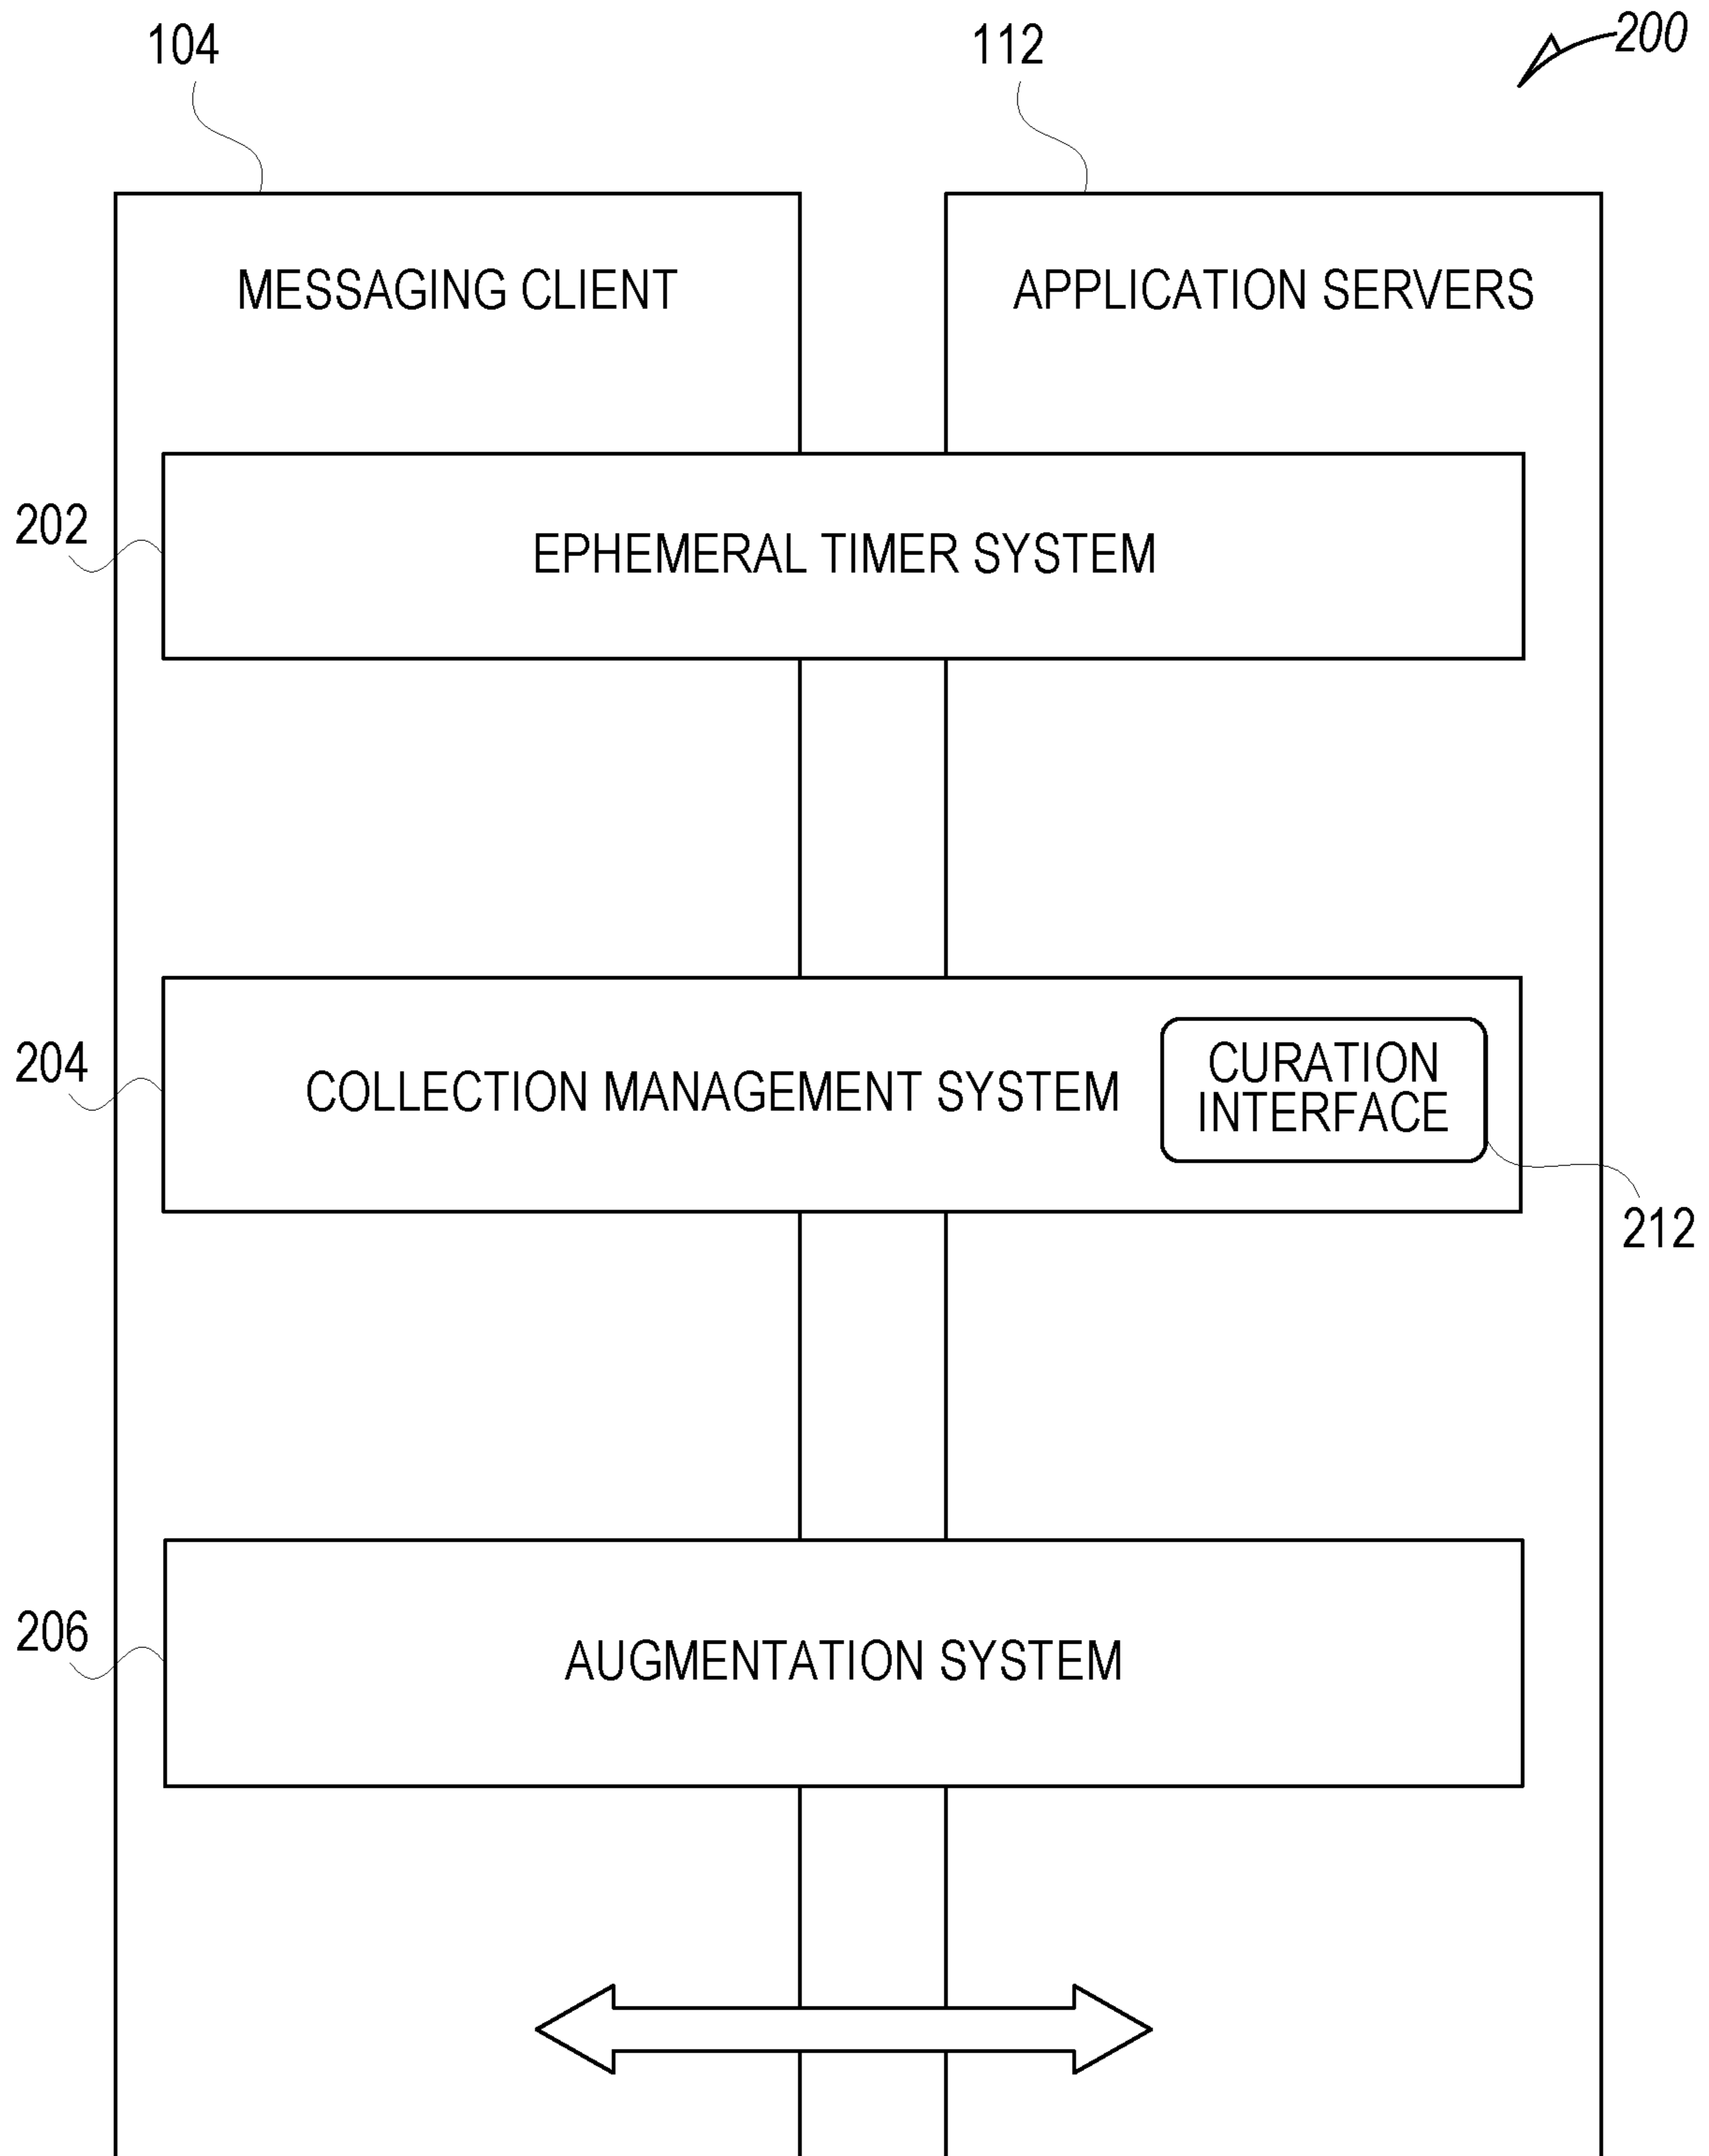 104
112
200
MESSAGING CLIENT
APPLICATION SERVERS
202
EPHEMERAL TIMER SYSTEM
204
COLLECTION MANAGEMENT SYSTEM
CURATION
INTERFACE
212
206
AUGMENTATION SYSTEM